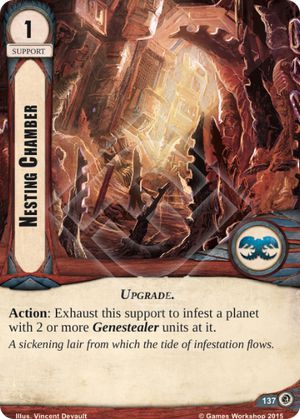 1
SUPPORT
NESTING CHAMBER
UPGRADE.
Action: Exhaust this support to infest a planet
with 2 or more Genestealer units at it.
A sickening lair from which the tide of infestation flows.
137
Illus. Vincent Devault
© Games Workshop 2015